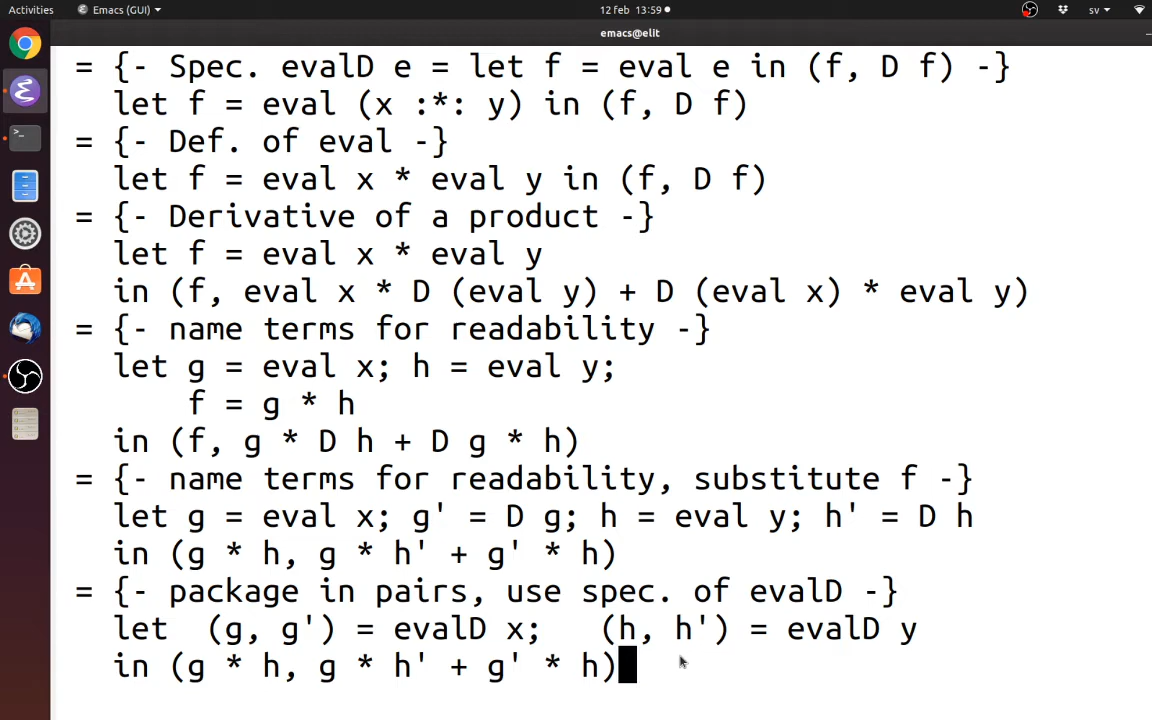 Activities Emacs (GUI) 12 feb 13:59 sv
emacs@elit
= {- Spec. evalD e = let f = eval e in (f, D f) -}
let f = eval (x :*: y) in (f, D f)
= {- Def. of eval -}
let f = eval x * eval y in (f, D f)
= {- Derivative of a product -}
let f = eval x * eval y
in (f, eval x * D (eval y) + D (eval x) * eval y)
= {- name terms for readability -}
let g = eval x; h = eval y;
f = g * h
in (f, g * D h + D g * h)
= {- name terms for readability, substitute f -}
let g = eval x; g' = D g; h = eval y; h' = D h
in (g * h, g * h' + g' * h)
= {- package in pairs, use spec. of evalD -}
let (g, g') = evalD x; (h, h') = evalD y
in (g * h, g * h' + g' * h)